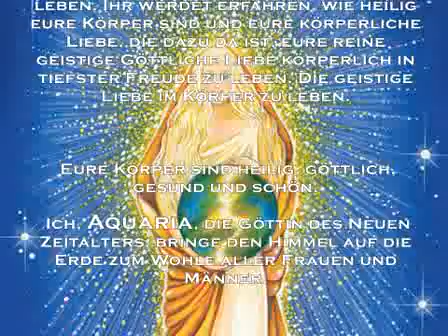 Leben. Ihr werdet erfahren, wie heilig
eure Körper sind und eure körperliche
Liebe, die dazu da ist, eure reine
geistige Göttliche Liebe körperlich in
tiefster Freude zu leben. Die geistige
Liebe im Körper zu leben.
Eure Körper sind heilig, göttlich,
gesund und schön.
Ich, AQUARIA, die Göttin des Neuen
Zeitalters, bringe den Himmel auf die
Erde zum Wohle aller Frauen und
Männer.